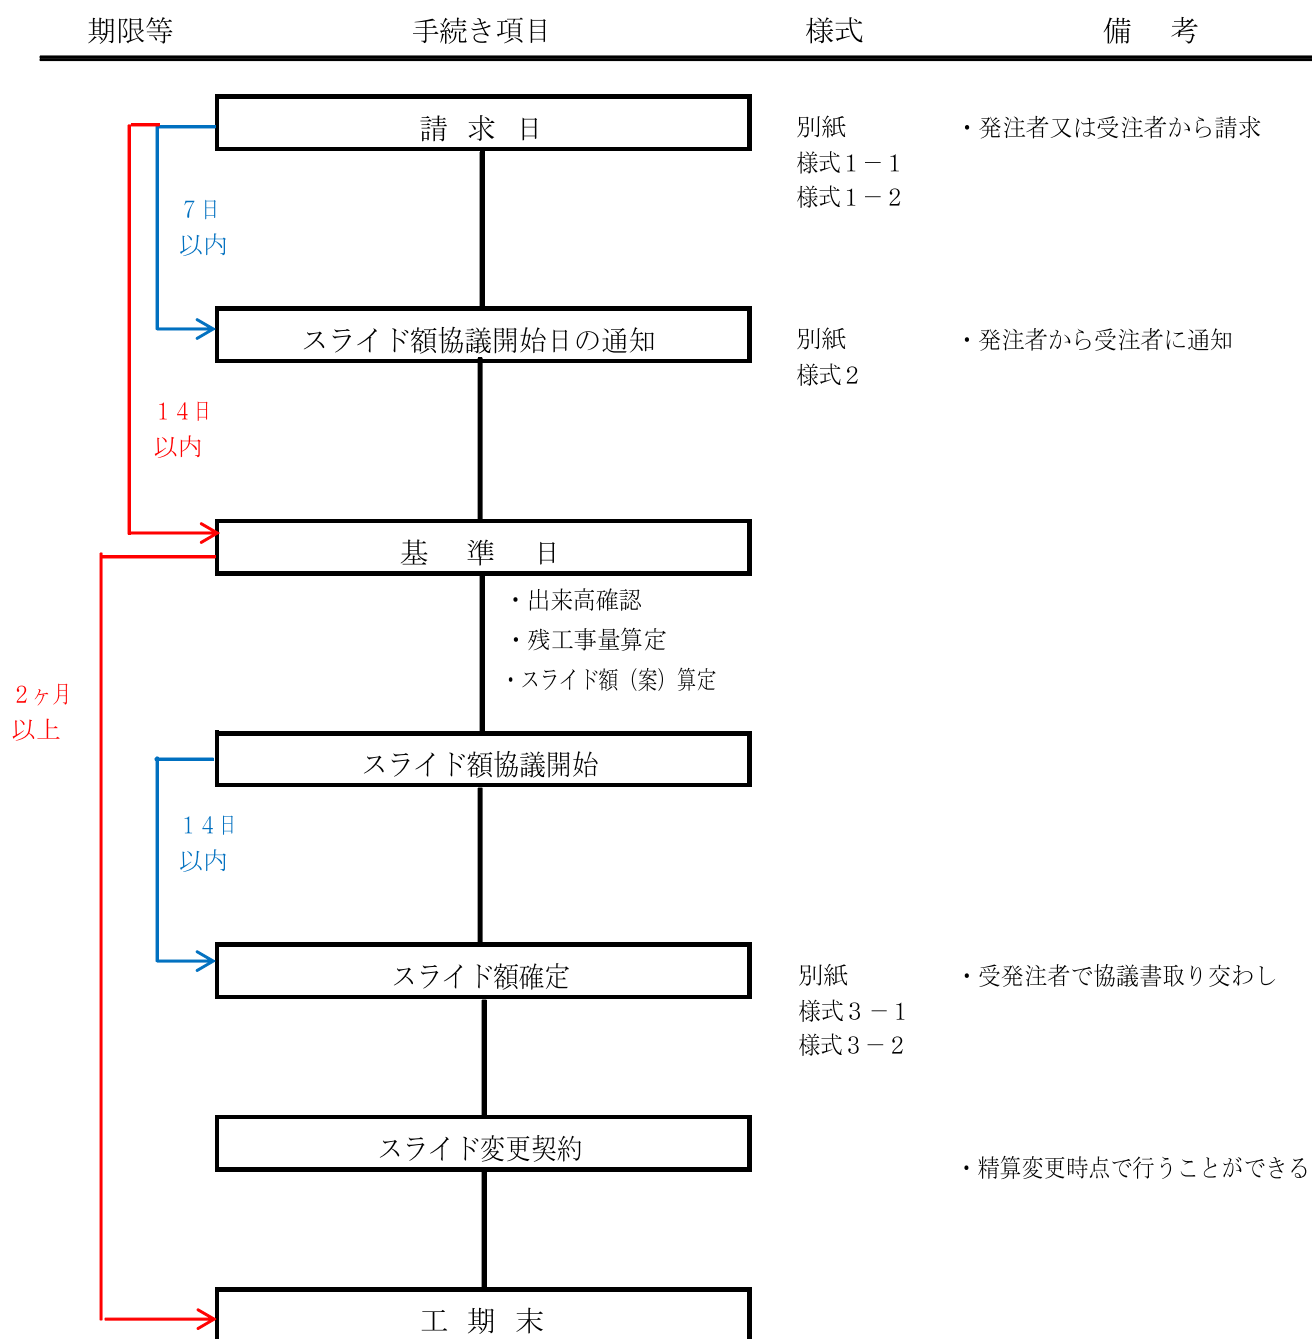 期限等 手続き項目 様式 備 考
請 求 日 別紙 ・発注者又は受注者から請求
様式１－１
様式１－２
７日
以内
スライド額協議開始日の通知 別紙 ・発注者から受注者に通知
様式２
１４日
以内
基 準 日
・出来高確認
・残工事量算定
・スライド額（案）算定
２ヶ月
以上
スライド額協議開始
１４日
以内
スライド額確定 別紙 ・受発注者で協議書取り交わし
様式３－１
様式３－２
スライド変更契約
・精算変更時点で行うことができる
工 期 末